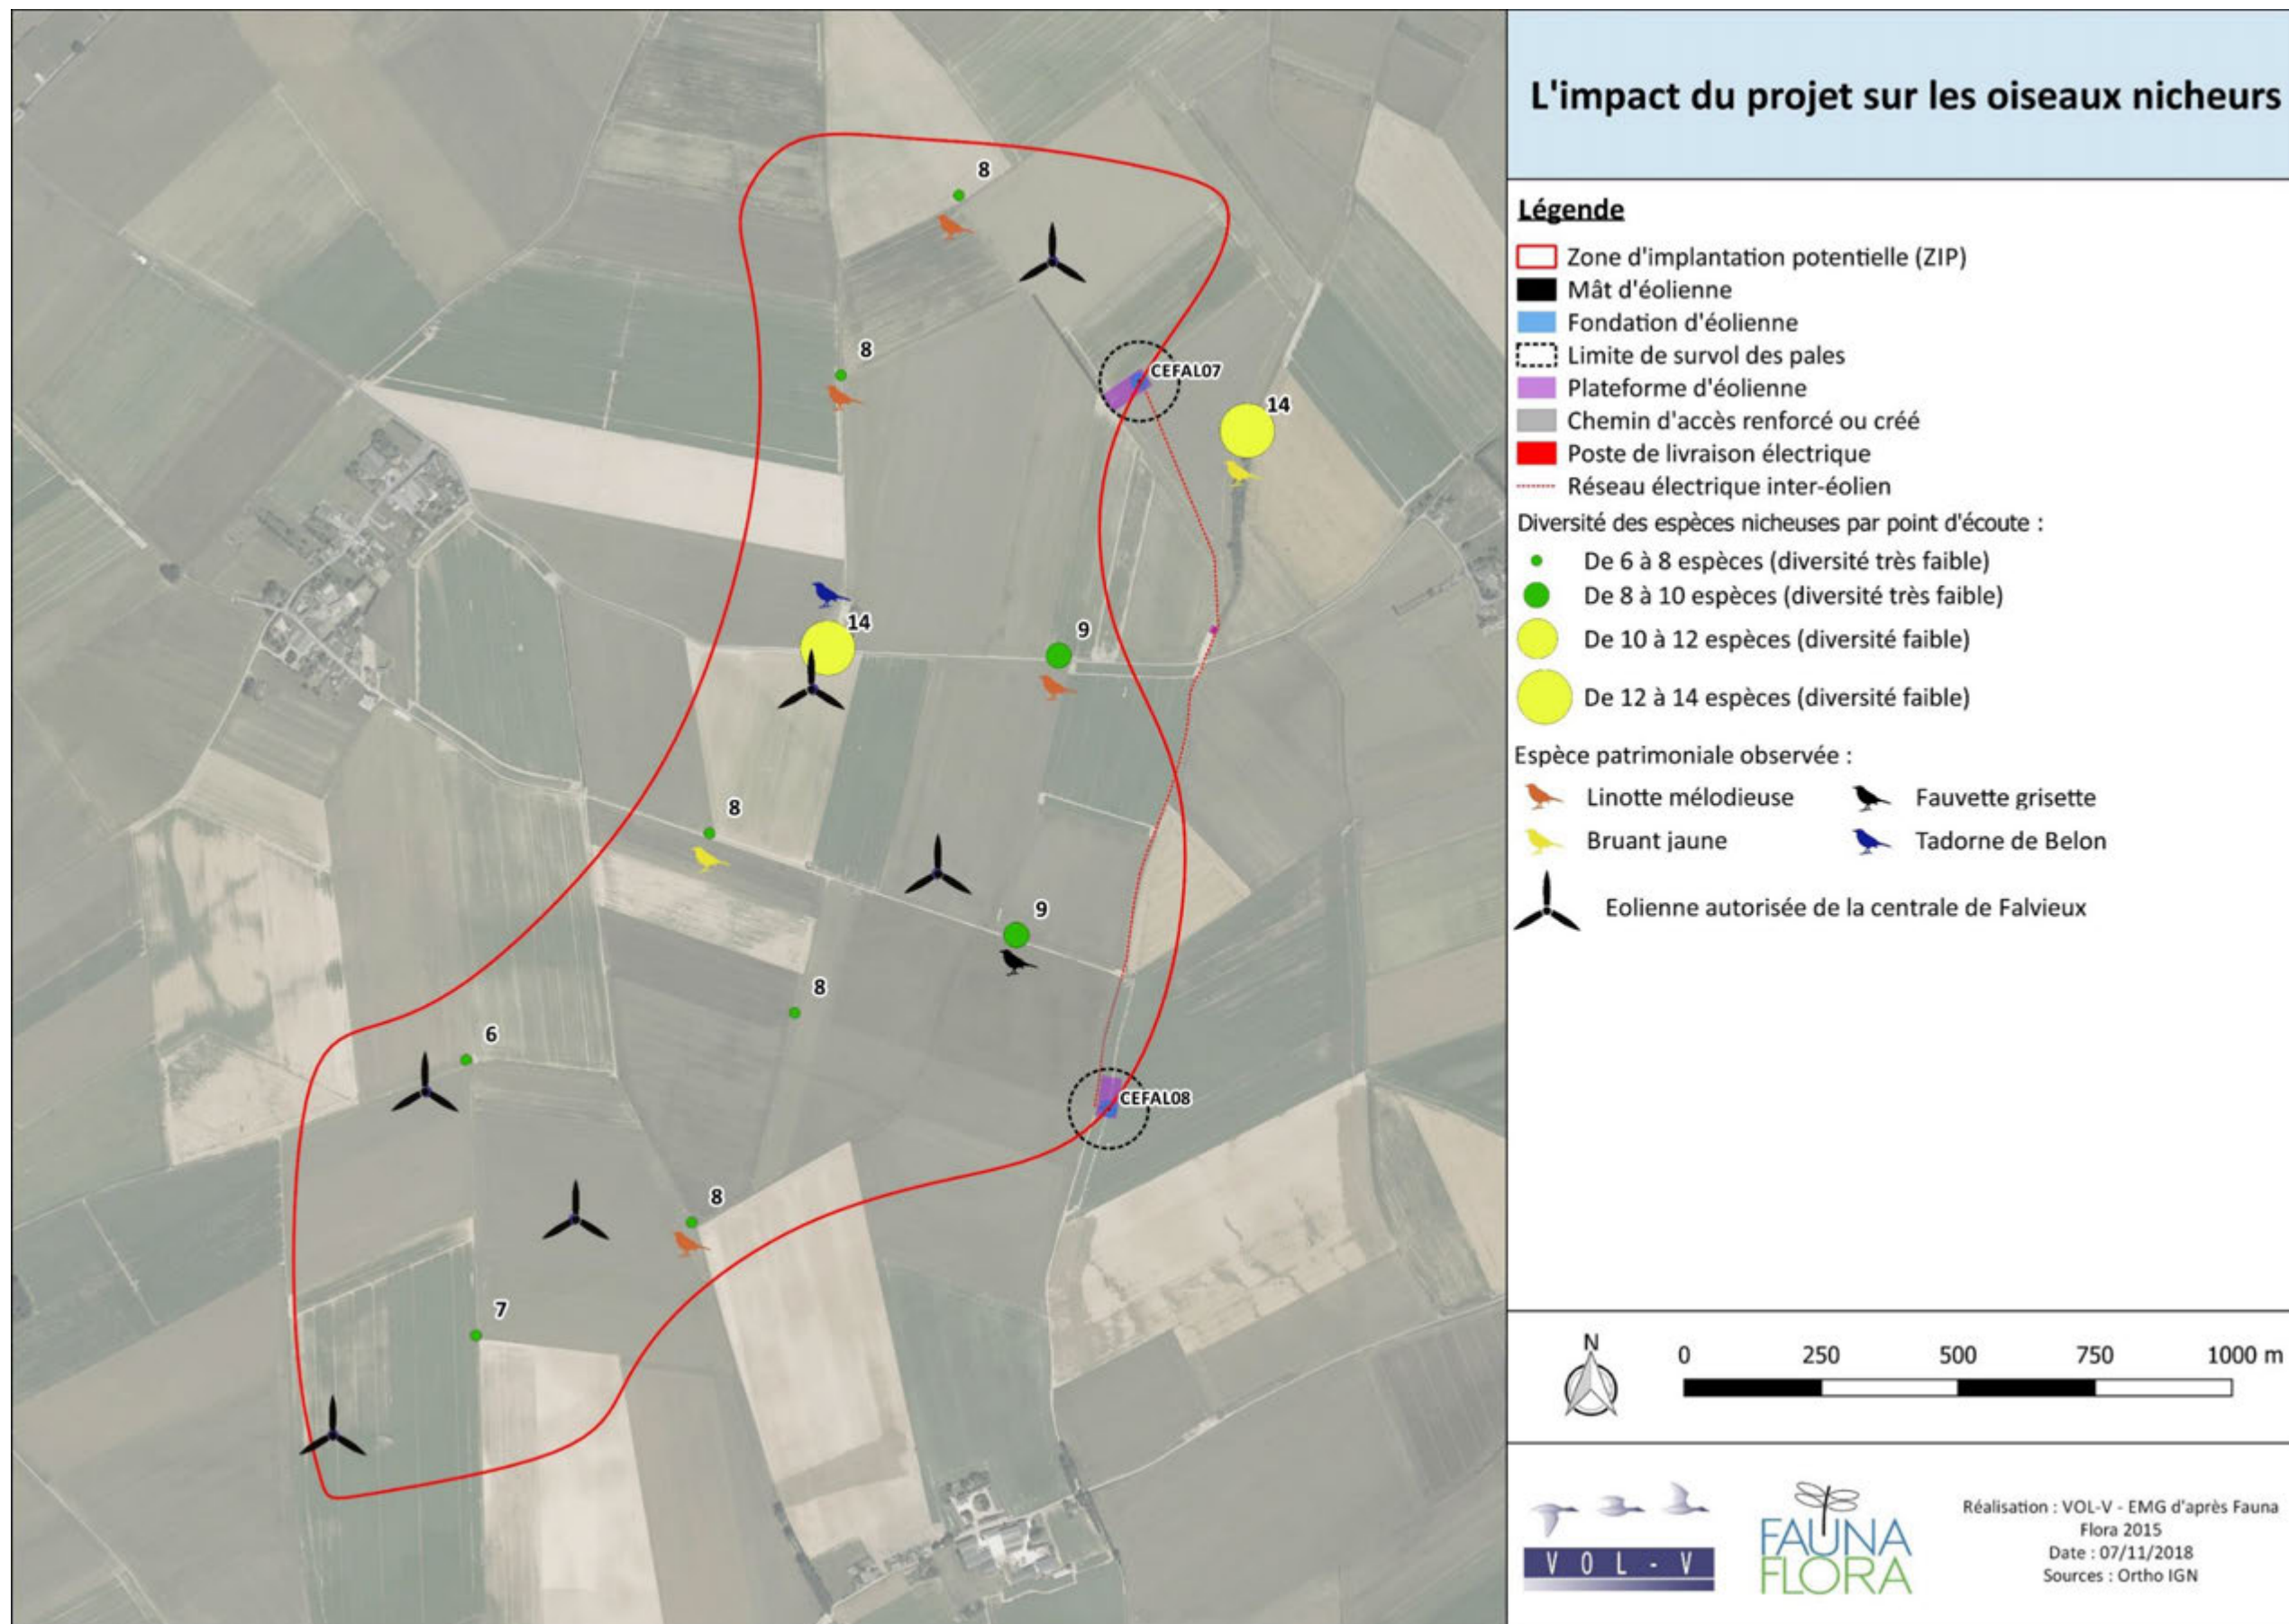 L'impact du projet sur les oiseaux nicheurs
Légende
Zone d'implantation potentielle (ZIP)
Mât d'éolienne
Fondation d'éolienne
Limite de survol des pales
Plateforme d'éolienne
Chemin d'accès renforcé ou créé
Poste de livraison électrique
Réseau électrique inter-éolien
Diversité des espèces nicheuses par point d'écoute :
De 6 à 8 espèces (diversité très faible)
De 8 à 10 espèces (diversité très faible)
De 10 à 12 espèces (diversité faible)
De 12 à 14 espèces (diversité faible)
Espèce patrimoniale observée :
Linotte mélodieuse
Fauvette grisette
Bruant jaune
Tadorne de Belon
Eolienne autorisée de la centrale de Falvieux
8
8
CEFAL07
14
14
9
8
9
8
6
CEFAL08
8
7
N
0 250 500 750 1000 m
VOL-V
FAUNA
FLORA
Réalisation : VOL-V - EMG d'après Fauna
Flora 2015
Date : 07/11/2018
Sources : Ortho IGN